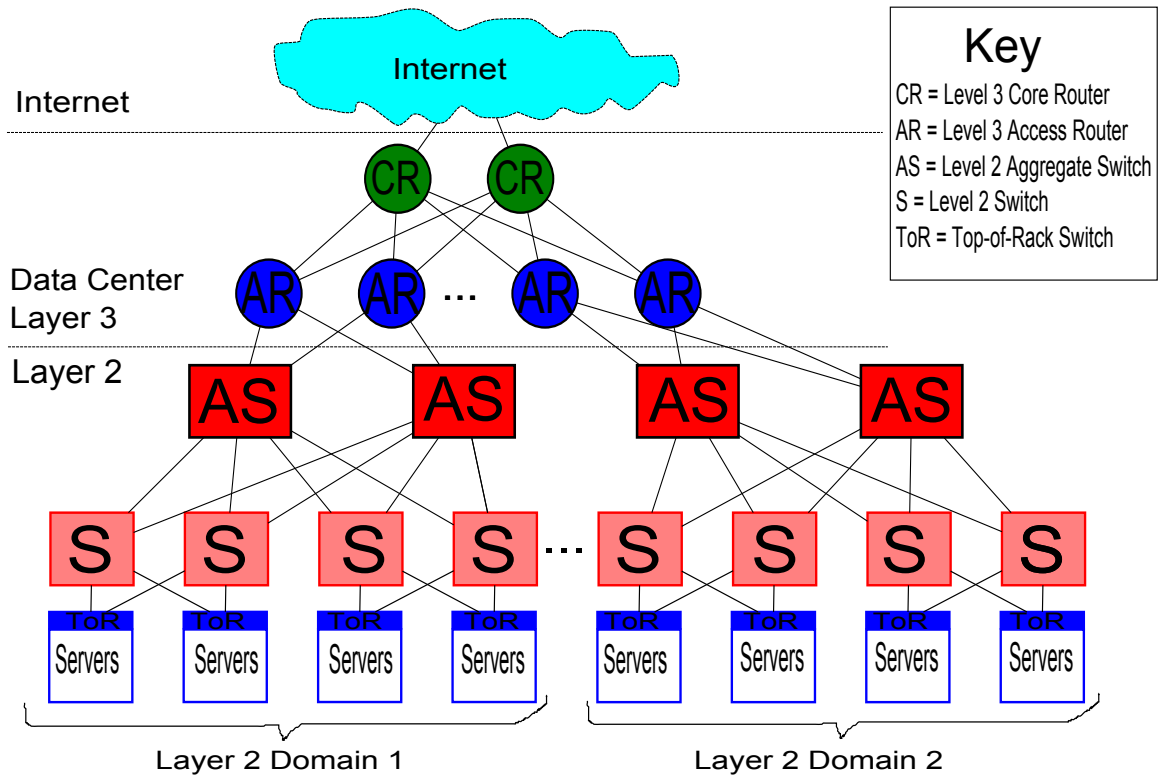 Internet
Key
CR = Level 3 Core Router
AR = Level 3 Access Router
AS = Level 2 Aggregate Switch
S = Level 2 Switch
ToR = Top-of-Rack Switch
Internet
CR CR
Data Center
Layer 3
AR AR ... AR AR
Layer 2
AS AS AS AS
S S S S ... S S S S
ToR ToR ToR ToR ToR ToR ToR ToR
Servers Servers Servers Servers Servers Servers Servers Servers
Layer 2 Domain 1 Layer 2 Domain 2